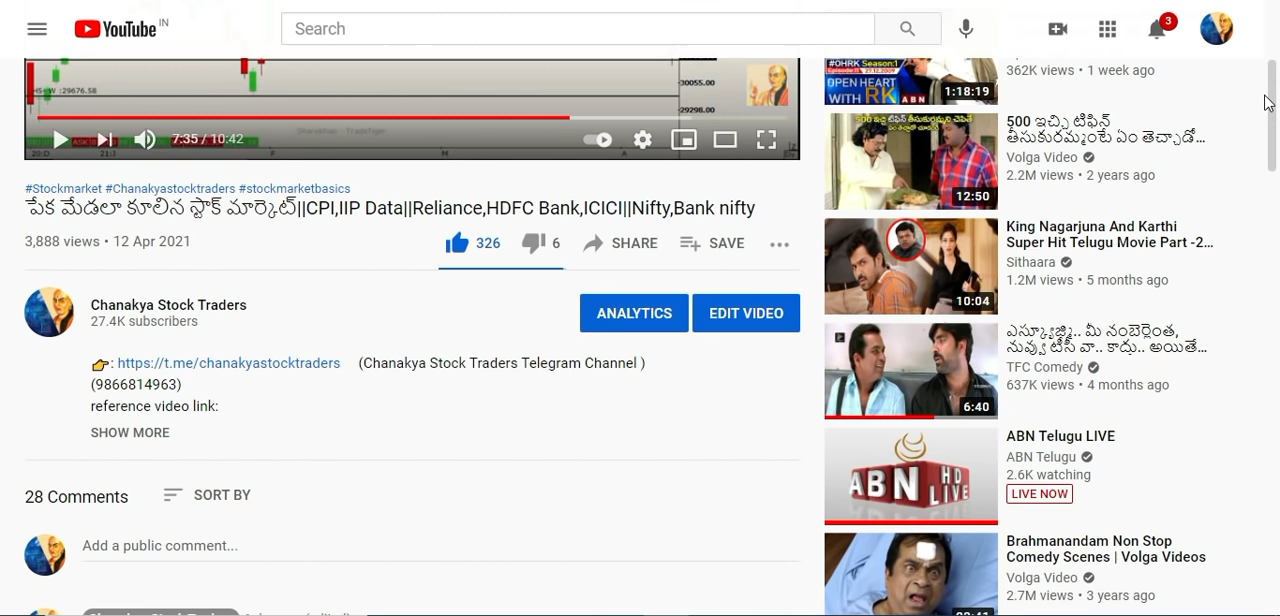 YouTube IN
Search
3
H5+W :29676.58
30055.00
29298.00
7:35 / 10:42
#Stockmarket #Chanakyastocktraders #stockmarketbasics
పేక మేడలా కూలిన స్టాక్ మార్కెట్||CPI,IIP Data||Reliance,HDFC Bank,ICICI||Nifty,Bank nifty
3,888 views • 12 Apr 2021
326
6
SHARE
SAVE
Chanakya Stock Traders
27.4K subscribers
ANALYTICS
EDIT VIDEO
👉: https://t.me/chanakyastocktraders (Chanakya Stock Traders Telegram Channel )
(9866814963)
reference video link:
SHOW MORE
28 Comments
SORT BY
Add a public comment...
#OHRK Season:1
OPEN HEART
WITH RK ABN
1:18:19
362K views • 1 week ago
12:50
500 ఇచ్చి టిఫిన్
తీసుకురమ్మంటే ఏం తెచ్చాడో...
Volga Video
2.2M views • 2 years ago
10:04
King Nagarjuna And Karthi
Super Hit Telugu Movie Part -2...
Sithaara
1.2M views • 5 months ago
6:40
ఎస్క్యూజ్మి.. మీ నంబెర్లెంత,
నువ్వు టీసీ వా.. కాదు.. అయితే...
TFC Comedy
637K views • 4 months ago
ABN HD
LIVE
ABN Telugu LIVE
ABN Telugu
2.6K watching
LIVE NOW
Brahmanandam Non Stop
Comedy Scenes | Volga Videos
Volga Video
2.7M views • 3 years ago